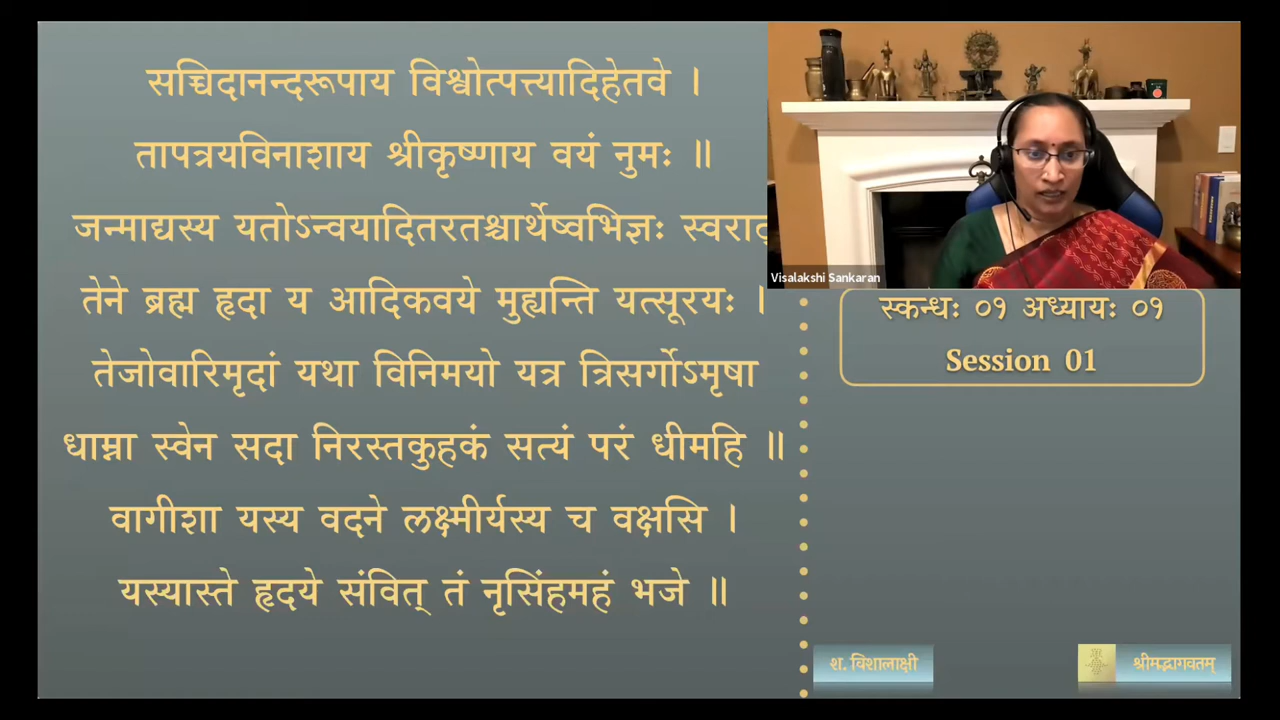 सच्चिदानन्दरूपाय विश्वोत्पत्त्यादिहेतवे ।
तापत्रयविनाशाय श्रीकृष्णाय वयं नुमः ॥
जन्माद्यस्य यतोऽन्वयादितरतश्चार्थेष्वभिज्ञः स्वराट्
तेने ब्रह्म हृदा य आदिकवये मुह्यन्ति यत्सूरयः ।
तेजोवारिमृदां यथा विनिमयो यत्र त्रिसर्गोऽमृषा
धाम्ना स्वेन सदा निरस्तकुहकं सत्यं परं धीमहि ॥
वागीशा यस्य वदने लक्ष्मीर्यस्य च वक्षसि ।
यस्यास्ते हृदये संवित् तं नृसिंहमहं भजे ॥
Visalakshi Sankaran
स्कन्धः ०१ अध्यायः ०१
Session 01
श. विशालाक्षी
श्रीमद्भागवतम्